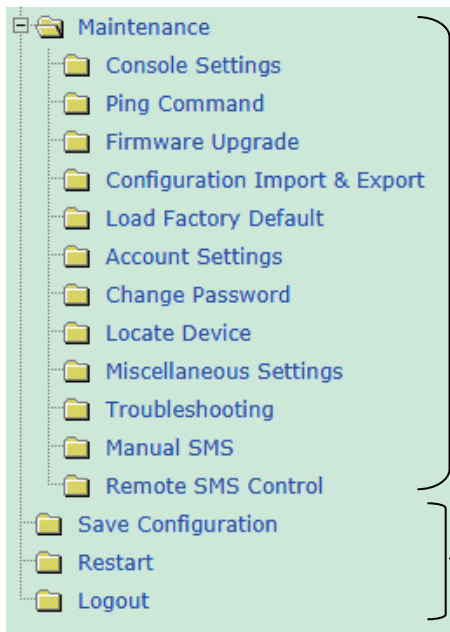 Maintenance
Console Settings
Ping Command
Firmware Upgrade
Configuration Import & Export
Load Factory Default
Account Settings
Change Password
Locate Device
Miscellaneous Settings
Troubleshooting
Manual SMS
Remote SMS Control
Save Configuration
Restart
Logout